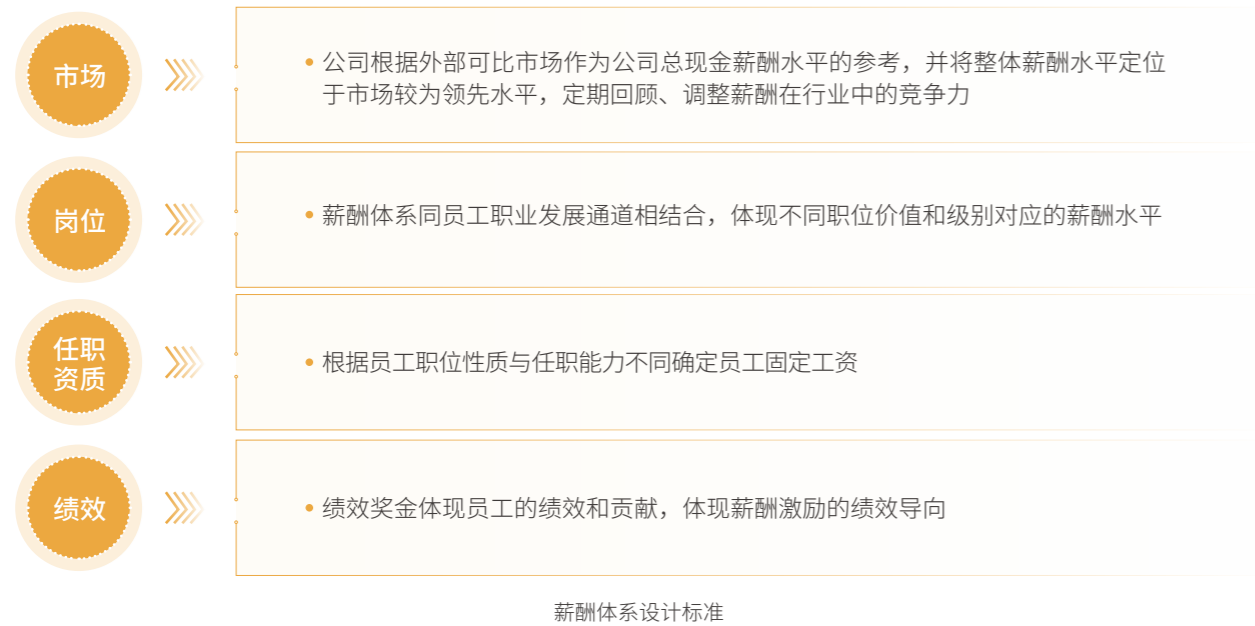 市场
• 公司根据外部可比市场作为公司总现金薪酬水平的参考，并将整体薪酬水平定位
于市场较为领先水平，定期回顾、调整薪酬在行业中的竞争力
岗位
• 薪酬体系同员工职业发展通道相结合，体现不同职位价值和级别对应的薪酬水平
任职
资质
• 根据员工职位性质与任职能力不同确定员工固定工资
绩效
• 绩效奖金体现员工的绩效和贡献，体现薪酬激励的绩效导向
薪酬体系设计标准